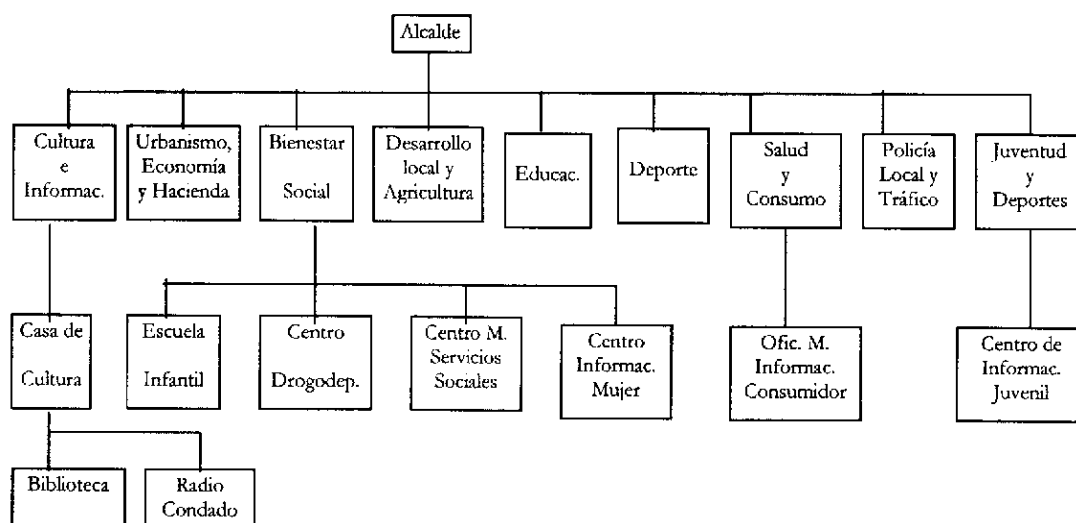 Alcalde
Cultura
e
Informac.
Urbanismo,
Economía
y Hacienda
Bienestar
Social
Desarrollo
local y
Agricultura
Educac.
Deporte
Salud
y
Consumo
Policía
Local y
Tráfico
Juventud
y
Deportes
Casa de
Cultura
Escuela
Infantil
Centro
Drogodep.
Centro M.
Servicios
Sociales
Centro
Informac.
Mujer
Ofic. M.
Informac.
Consumidor
Centro de
Informac.
Juvenil
Biblioteca
Radio
Condado